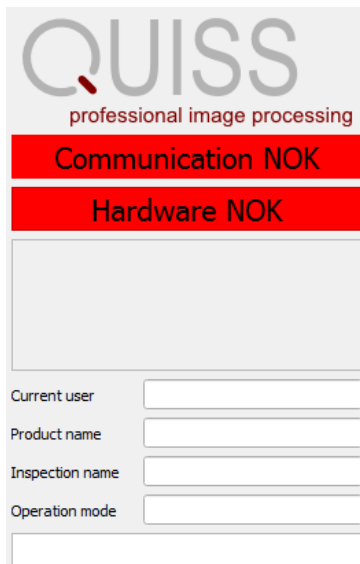 QUISS
professional image processing
Communication NOK
Hardware NOK
Current user
Product name
Inspection name
Operation mode